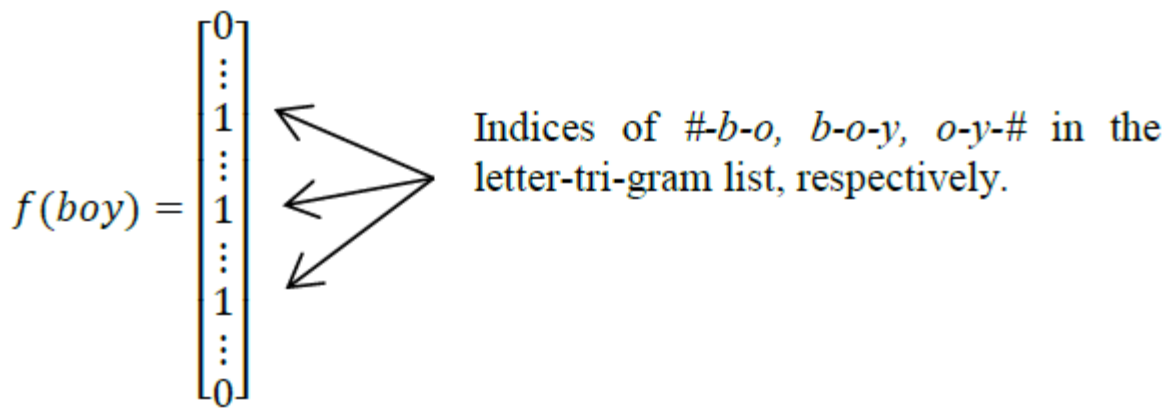 0
⋮
1
⋮
f(boy) = 1
⋮
1
⋮
0
Indices of #-b-o, b-o-y, o-y-# in the
letter-tri-gram list, respectively.